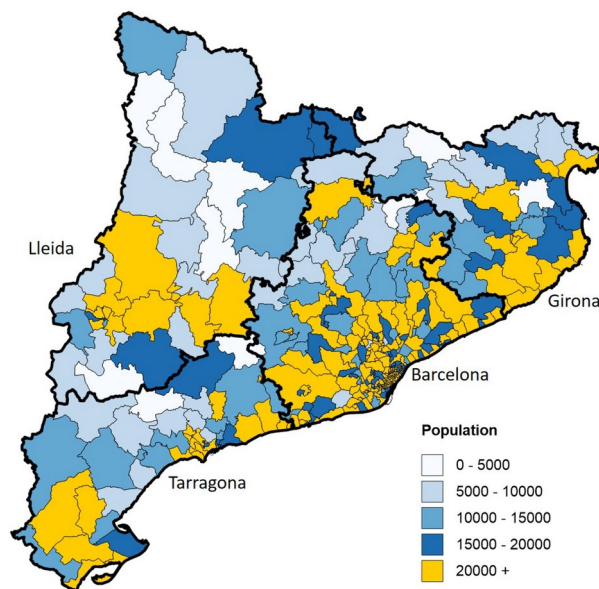 Lleida
Girona
Barcelona
Tarragona
Population
0 - 5000
5000 - 10000
10000 - 15000
15000 - 20000
20000 +